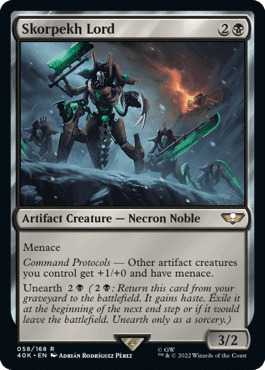 Skorpekh Lord 2
Artifact Creature — Necron Noble
Menace
Command Protocols — Other artifact creatures
you control get +1/+0 and have menace.
Unearth 2 (2 : Return this card from your
graveyard to the battlefield. It gains haste. Exile it
at the beginning of the next end step or if it would
leave the battlefield. Unearth only as a sorcery.)
3/2
058/168 R
40K • EN ADRIÁN RODRÍGUEZ PÉREZ
© GW
™ & © 2022 Wizards of the Coast